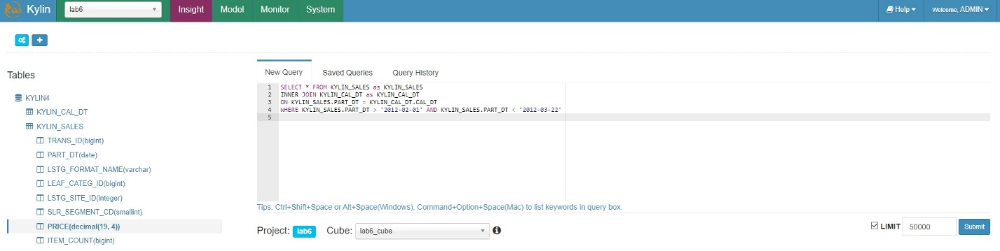 Kylin lab6 Insight Model Monitor System Help Welcome, ADMIN
Tables
KYLIN4
KYLIN_CAL_DT
KYLIN_SALES
TRANS_ID(bigint)
PART_DT(date)
LSTG_FORMAT_NAME(varchar)
LEAF_CATEG_ID(bigint)
LSTG_SITE_ID(integer)
SLR_SEGMENT_CD(smallint)
PRICE(decimal(19, 4))
ITEM_COUNT(bigint)
New Query Saved Queries Query History
1 SELECT * FROM KYLIN_SALES as KYLIN_SALES
2 INNER JOIN KYLIN_CAL_DT as KYLIN_CAL_DT
3 ON KYLIN_SALES.PART_DT = KYLIN_CAL_DT.CAL_DT
4 WHERE KYLIN_SALES.PART_DT > '2012-02-01' AND KYLIN_SALES.PART_DT < '2012-03-22'
5
Tips: Ctrl+Shift+Space or Alt+Space(Windows), Command+Option+Space(Mac) to list keywords in query box.
Project: lab6 Cube: lab6_cube LIMIT 50000 Submit